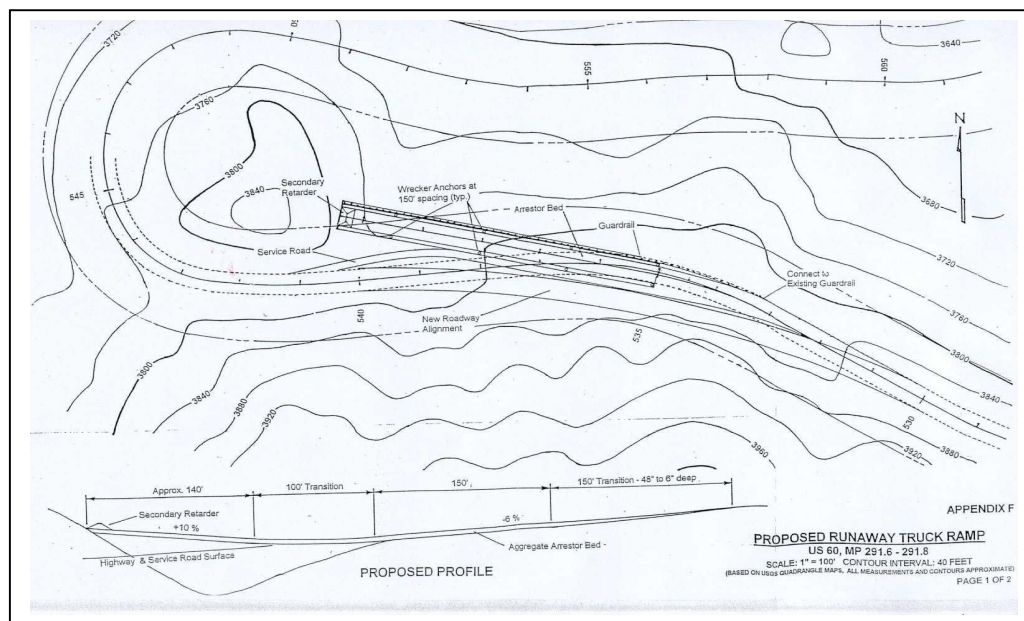 3720
50
555
560
3640
N
3760
3800
3840
545
Secondary
Retarder
Wrecker Anchors at
150' spacing (typ.)
Arrestor Bed
Guardrail
3680
3720
Service Road
Connect to
Existing Guardrail
3760
540
New Roadway
Alignment
535
3800
3800
3840
3840
3880
3920
530
3920
3880
3960
Approx. 140'
100' Transition
150'
150' Transition - 48" to 6" deep
Secondary Retarder
+10 %
-6 %
Highway & Service Road Surface
Aggregate Arrestor Bed
PROPOSED PROFILE
APPENDIX F
PROPOSED RUNAWAY TRUCK RAMP
US 60, MP 291.6 - 291.8
SCALE: 1" = 100' CONTOUR INTERVAL: 40 FEET
(BASED ON USGS QUADRANGLE MAPS, ALL MEASUREMENTS AND CONTOURS APPROXIMATE)
PAGE 1 OF 2